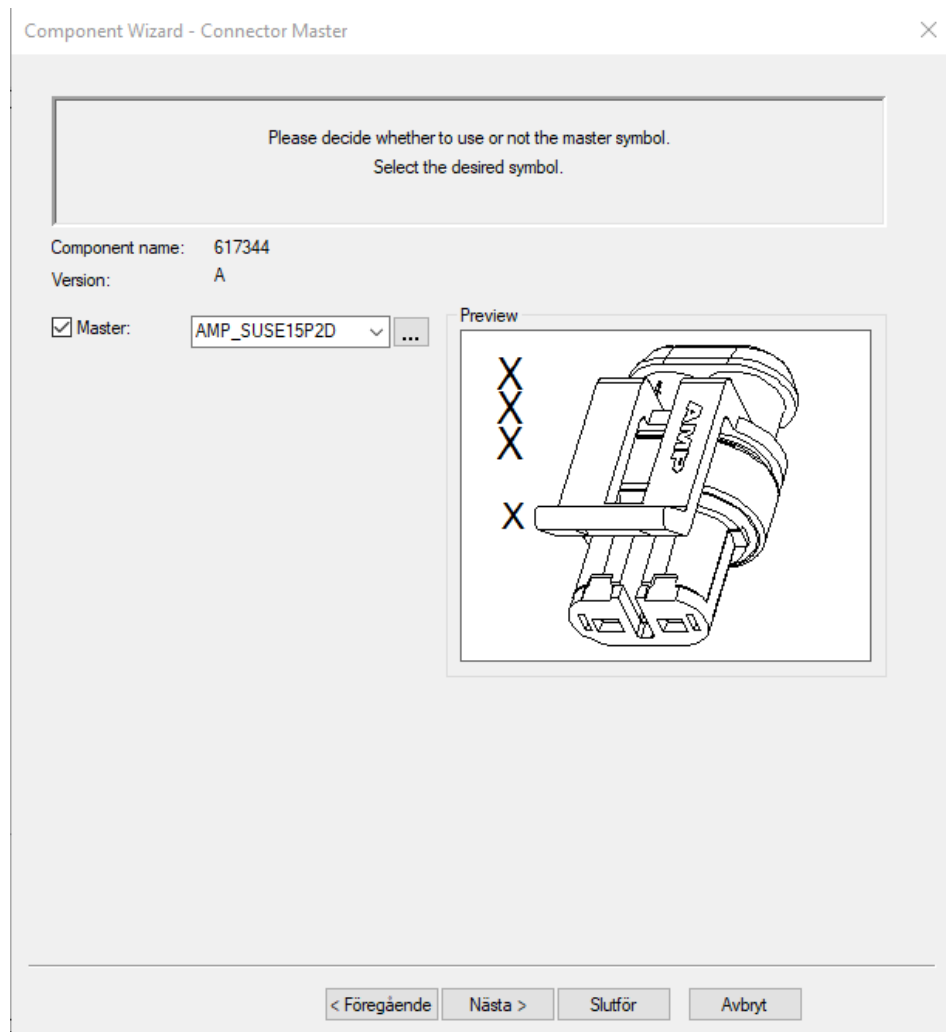 Component Wizard - Connector Master
Please decide whether to use or not the master symbol.
Select the desired symbol.
Component name: 617344
Version: A
Master: AMP_SUSE15P2D ...
Preview
X
X
X
X
AMP
< Föregående Nästa > Slutför Avbryt